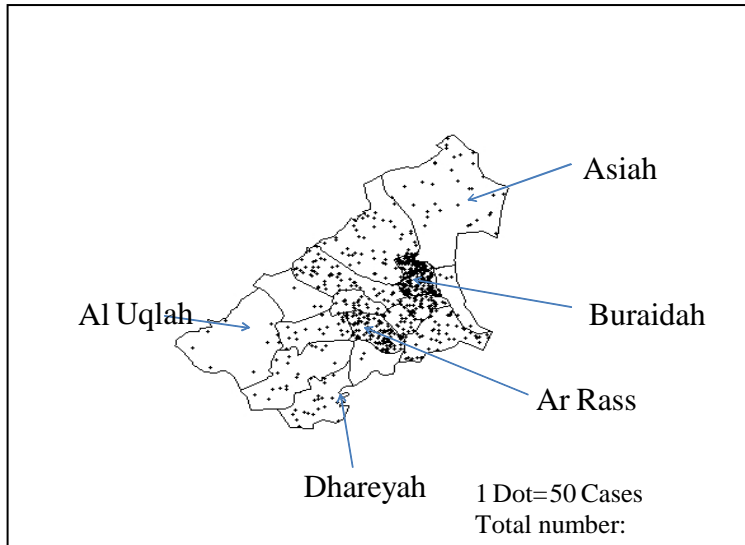 Asiah
Al Uqlah
Buraidah
Ar Rass
Dhareyah
1 Dot=50 Cases
Total number: